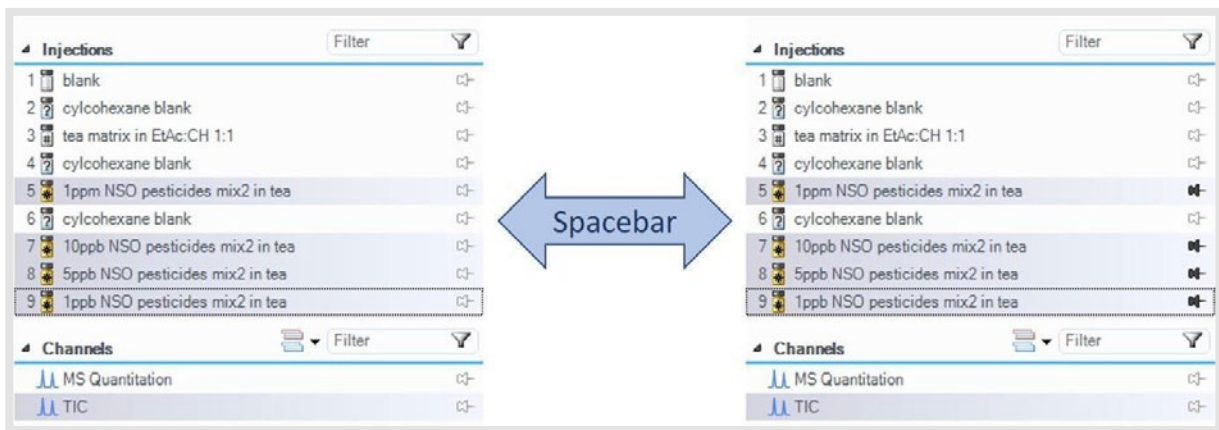 Injections Filter
1 blank
2 ? cylcohexane blank
3 # tea matrix in EtAc:CH 1:1
4 ? cylcohexane blank
5 1ppm NSO pesticides mix2 in tea
6 ? cylcohexane blank
7 10ppb NSO pesticides mix2 in tea
8 5ppb NSO pesticides mix2 in tea
9 1ppb NSO pesticides mix2 in tea
Channels Filter
MS Quantitation
TIC
Spacebar
Injections Filter
1 blank
2 ? cylcohexane blank
3 # tea matrix in EtAc:CH 1:1
4 ? cylcohexane blank
5 1ppm NSO pesticides mix2 in tea
6 ? cylcohexane blank
7 10ppb NSO pesticides mix2 in tea
8 5ppb NSO pesticides mix2 in tea
9 1ppb NSO pesticides mix2 in tea
Channels Filter
MS Quantitation
TIC